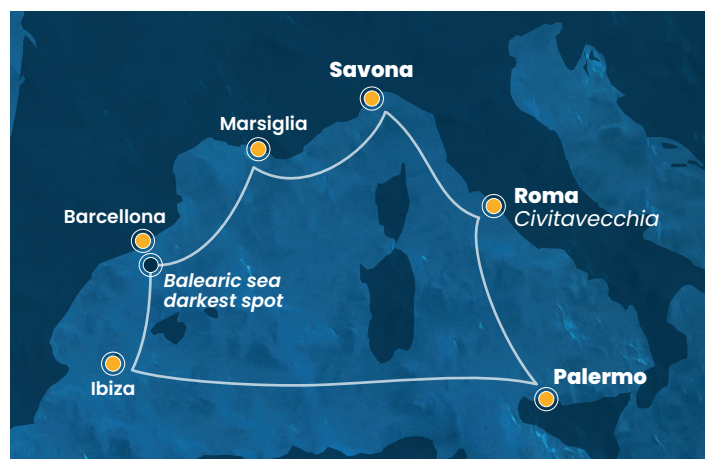 Savona
Marsiglia
Roma
Civitavecchia
Barcellona
Balearic sea
darkest spot
Palermo
Ibiza